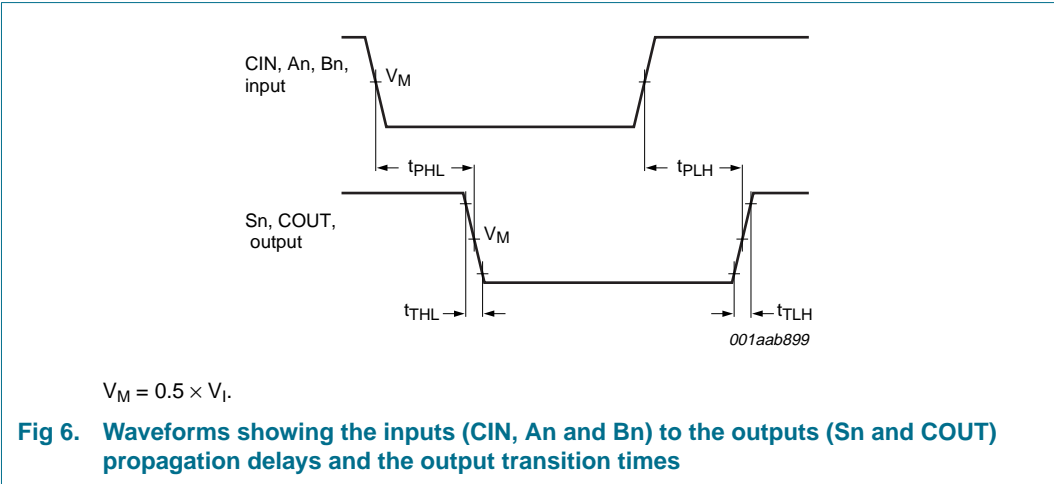 CIN, An, Bn,
input
VM
tPHL
tPLH
Sn, COUT,
output
VM
tTHL
tTLH
001aab899
VM = 0.5 × VI.
Fig 6. Waveforms showing the inputs (CIN, An and Bn) to the outputs (Sn and COUT)
propagation delays and the output transition times